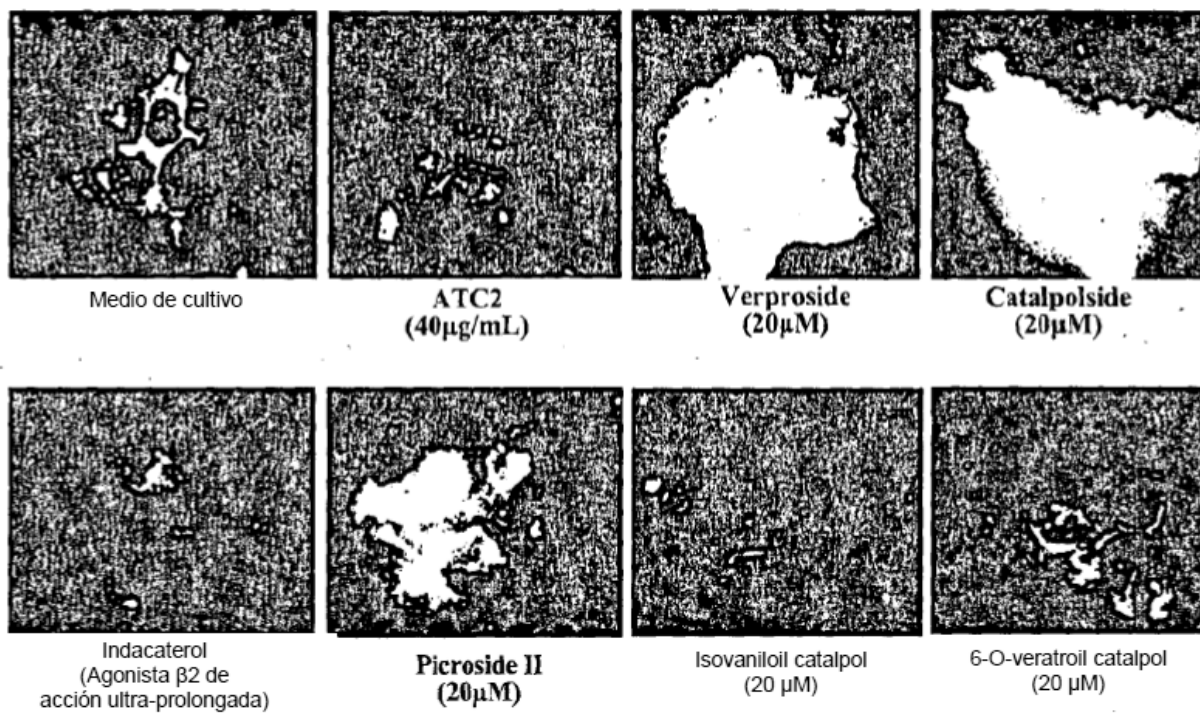 Medio de cultivo
ATC2
(40μg/mL)
Verproside
(20μM)
Catalpolside
(20μM)
Indacaterol
(Agonista β2 de
acción ultra-prolongada)
Picroside II
(20μM)
Isovaniloil catalpol
(20 μM)
6-O-veratroil catalpol
(20 μM)